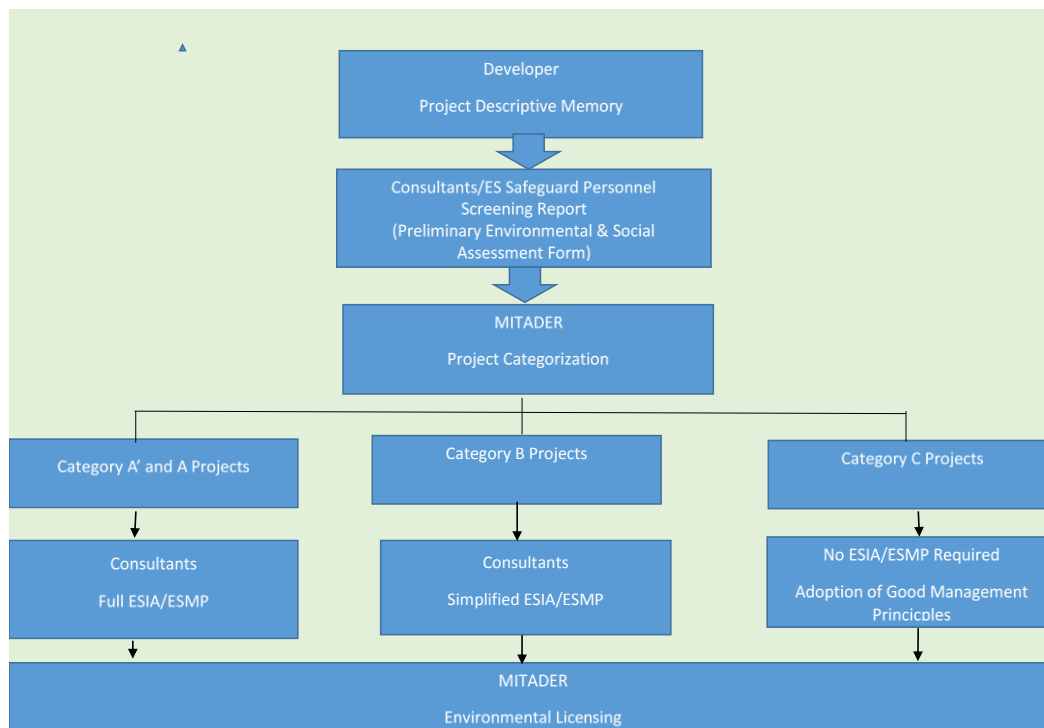 Developer
Project Descriptive Memory
Consultants/ES Safeguard Personnel
Screening Report
(Preliminary Environmental & Social
Assessment Form)
MITADER
Project Categorization
Category A' and A Projects
Category B Projects
Category C Projects
Consultants
Full ESIA/ESMP
Consultants
Simplified ESIA/ESMP
No ESIA/ESMP Required
Adoption of Good Management
Princicples
MITADER
Environmental Licensing